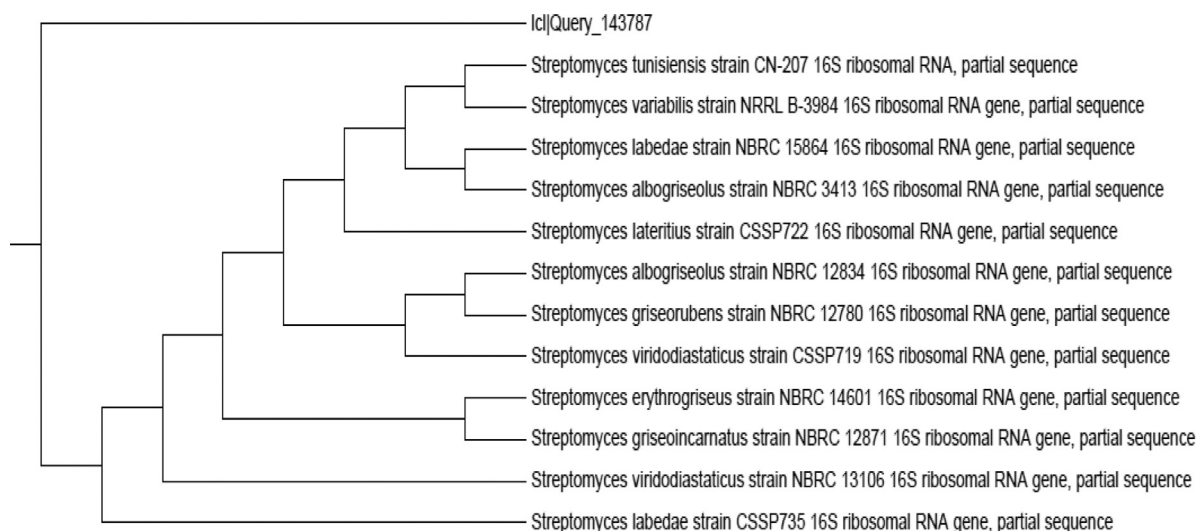 lcl|Query_143787
Streptomyces tunisiensis strain CN-207 16S ribosomal RNA, partial sequence
Streptomyces variabilis strain NRRL B-3984 16S ribosomal RNA gene, partial sequence
Streptomyces labedae strain NBRC 15864 16S ribosomal RNA gene, partial sequence
Streptomyces albogriseolus strain NBRC 3413 16S ribosomal RNA gene, partial sequence
Streptomyces lateritius strain CSSP722 16S ribosomal RNA gene, partial sequence
Streptomyces albogriseolus strain NBRC 12834 16S ribosomal RNA gene, partial sequence
Streptomyces griseorubens strain NBRC 12780 16S ribosomal RNA gene, partial sequence
Streptomyces viridodiastaticus strain CSSP719 16S ribosomal RNA gene, partial sequence
Streptomyces erythrogriseus strain NBRC 14601 16S ribosomal RNA gene, partial sequence
Streptomyces griseoincarnatus strain NBRC 12871 16S ribosomal RNA gene, partial sequence
Streptomyces viridodiastaticus strain NBRC 13106 16S ribosomal RNA gene, partial sequence
Streptomyces labedae strain CSSP735 16S ribosomal RNA gene, partial sequence